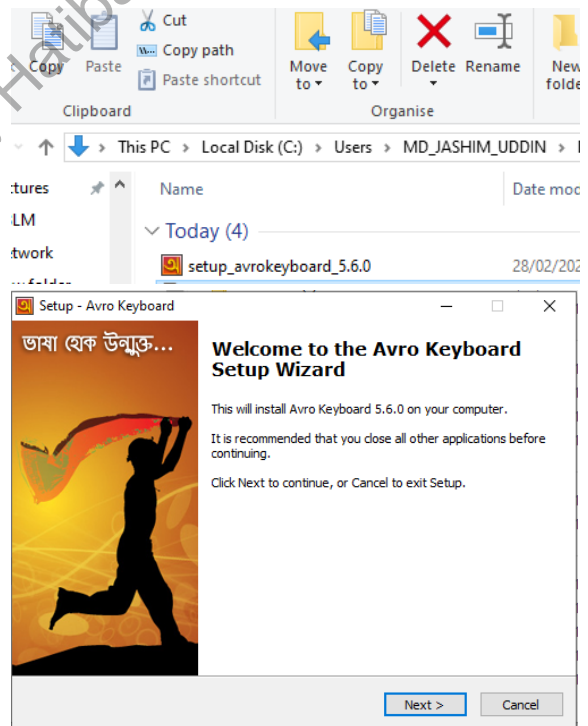 Cut
Copy path
Paste shortcut
Copy
Paste
Move to
Copy to
Delete
Rename
New
Clipboard
Organise
This PC > Local Disk (C:) > Users > MD_JASHIM_UDDIN >
Name
Date
Today (4)
setup_avrokeyboard_5.6.0
28/02/202
Setup - Avro Keyboard
ভাষা হোক উন্মুক্ত...
Welcome to the Avro Keyboard
Setup Wizard
This will install Avro Keyboard 5.6.0 on your computer.
It is recommended that you close all other applications before
continuing.
Click Next to continue, or Cancel to exit Setup.
Next >
Cancel